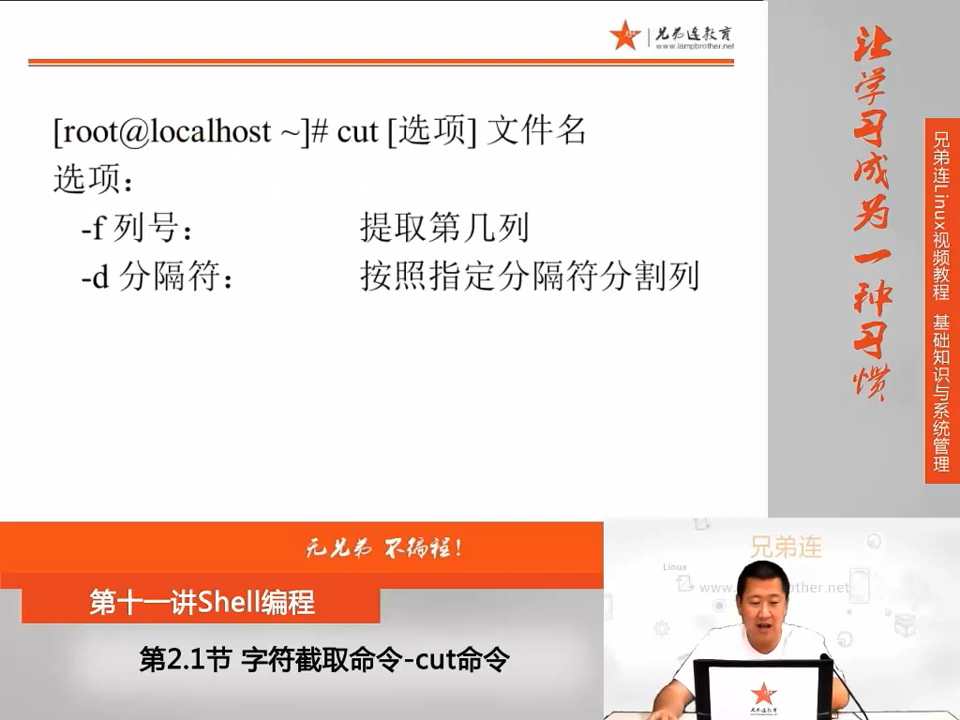 兄弟连教育
www.lampbrother.net
[root@localhost ~]# cut [选项] 文件名
选项：
-f 列号： 提取第几列
-d 分隔符： 按照指定分隔符分割列
让学习成为一种习惯
兄弟连Linux视频教程 基础知识与系统管理
无兄弟 不编程！
第十一讲Shell编程
第2.1节 字符截取命令-cut命令
兄弟连
Linux
www.lampbrother.net
兄弟连教育